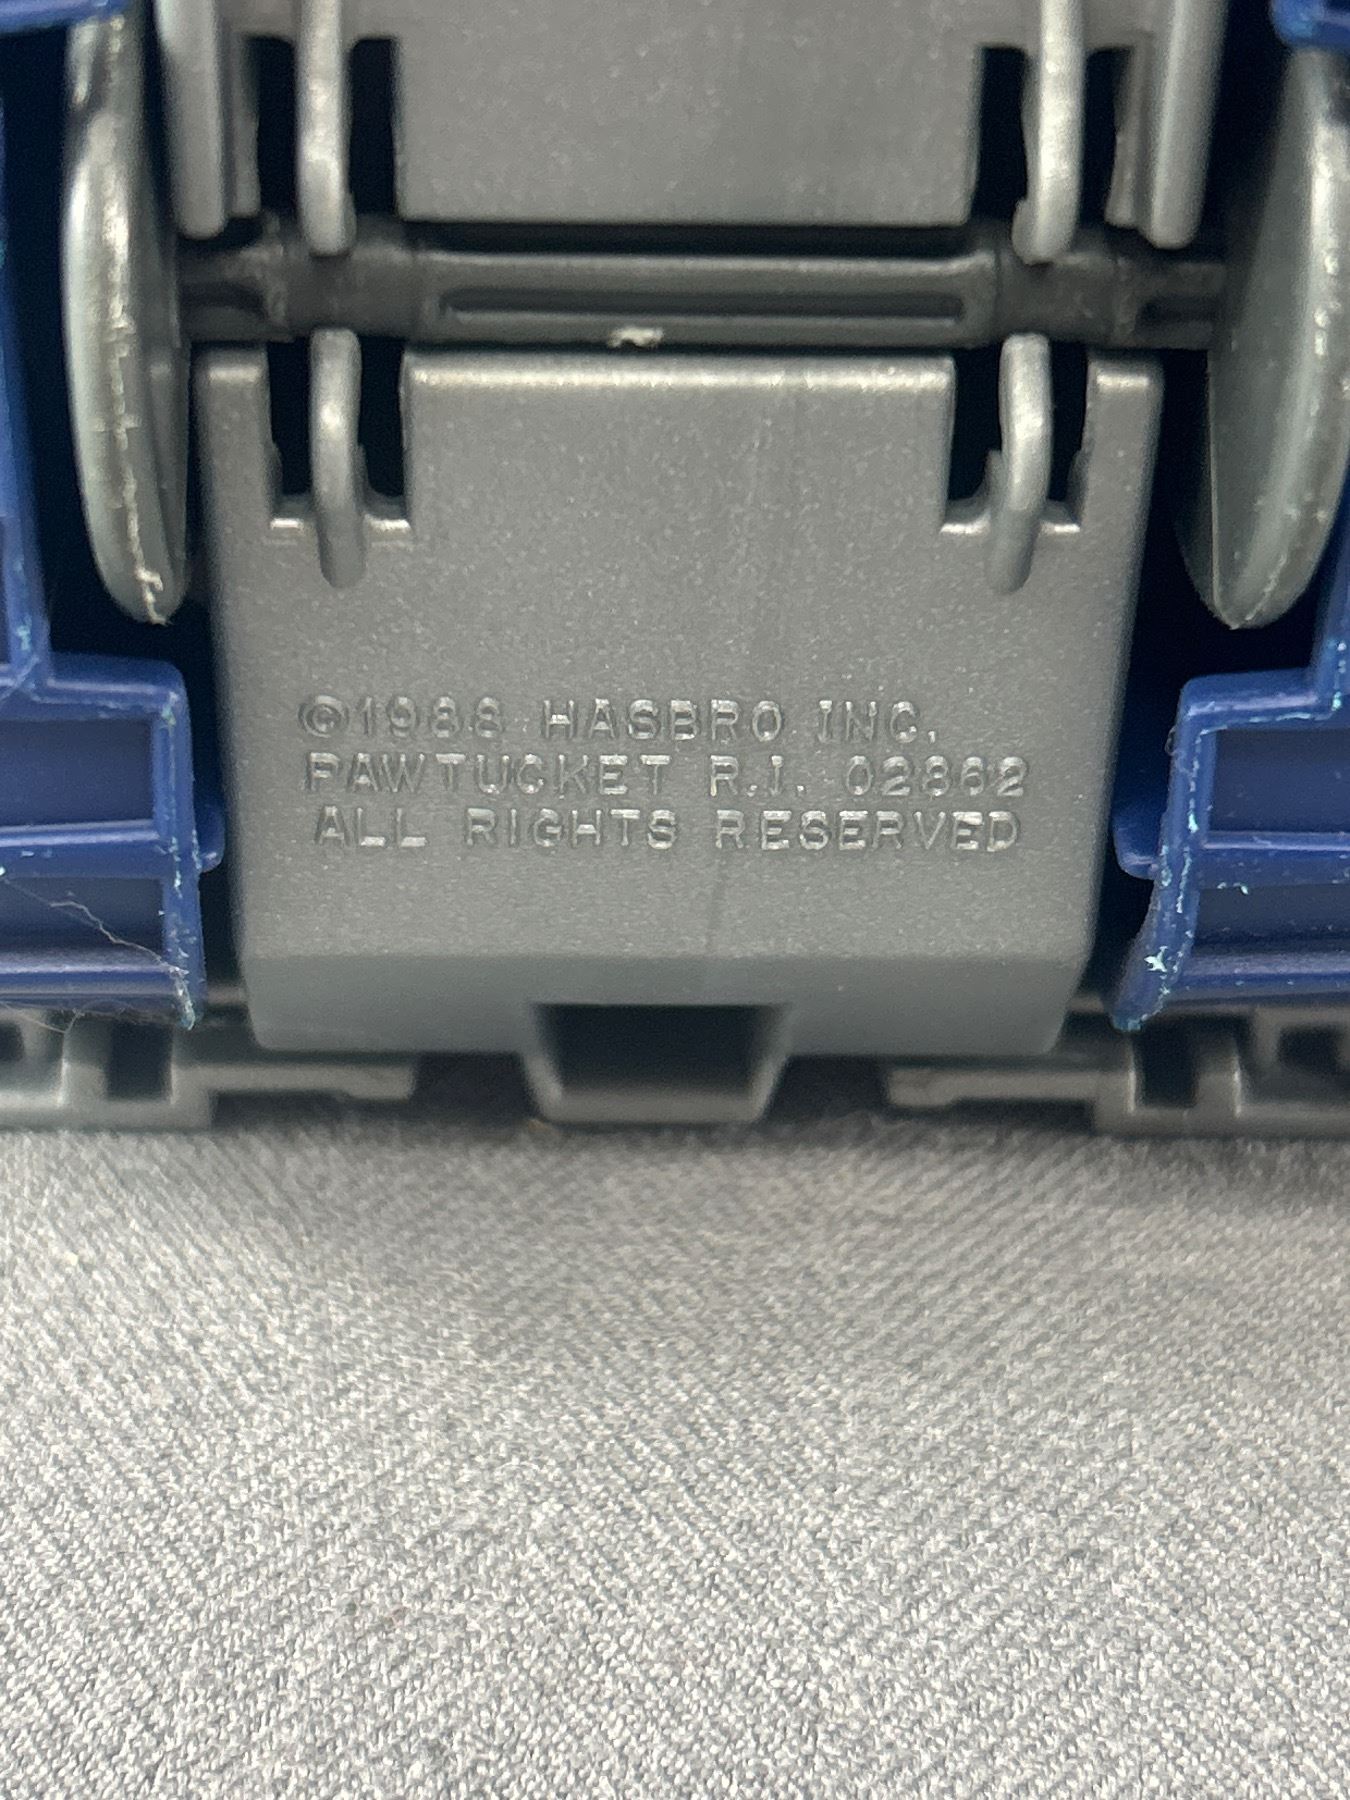 ©1988 HASBRO INC.
PAWTUCKET R.I. 02862
ALL RIGHTS RESERVED